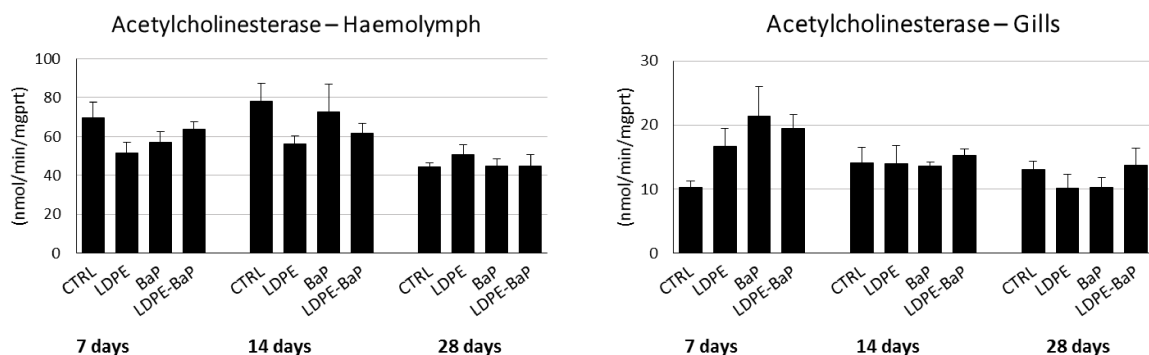 Acetylcholinesterase – Haemolymph
(nmol/min/mgprt)
100
80
60
40
20
0
CTRL
LDPE
BaP
LDPE-BaP
CTRL
LDPE
BaP
LDPE-BaP
CTRL
LDPE
BaP
LDPE-BaP
7 days
14 days
28 days
Acetylcholinesterase – Gills
(nmol/min/mgprt)
30
20
10
0
CTRL
LDPE
BaP
LDPE-BaP
CTRL
LDPE
BaP
LDPE-BaP
CTRL
LDPE
BaP
LDPE-BaP
7 days
14 days
28 days